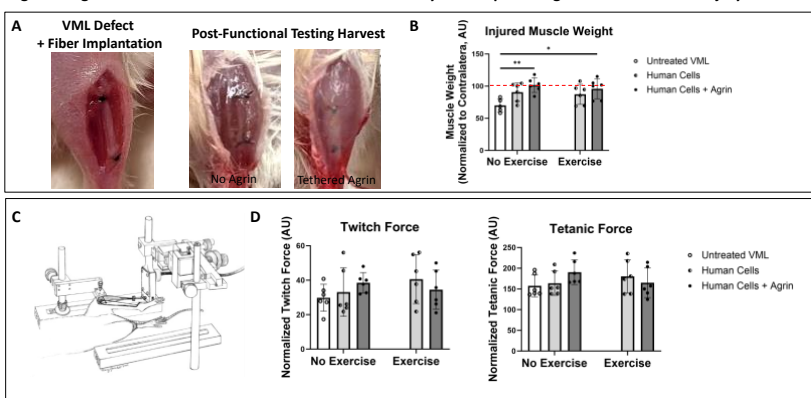 A
VML Defect
+ Fiber Implantation
Post-Functional Testing Harvest
No Agrin
Tethered Agrin
B
Injured Muscle Weight
Muscle Weight
(Normalized to Contralatera, AU)
150
100
50
0
*
**
No Exercise
Exercise
Untreated VML
Human Cells
Human Cells + Agrin
C
D
Twitch Force
Normalized Twitch Force (AU)
60
40
20
0
No Exercise
Exercise
Tetanic Force
Normalized Tetanic Force (AU)
250
200
150
100
50
0
No Exercise
Exercise
Untreated VML
Human Cells
Human Cells + Agrin